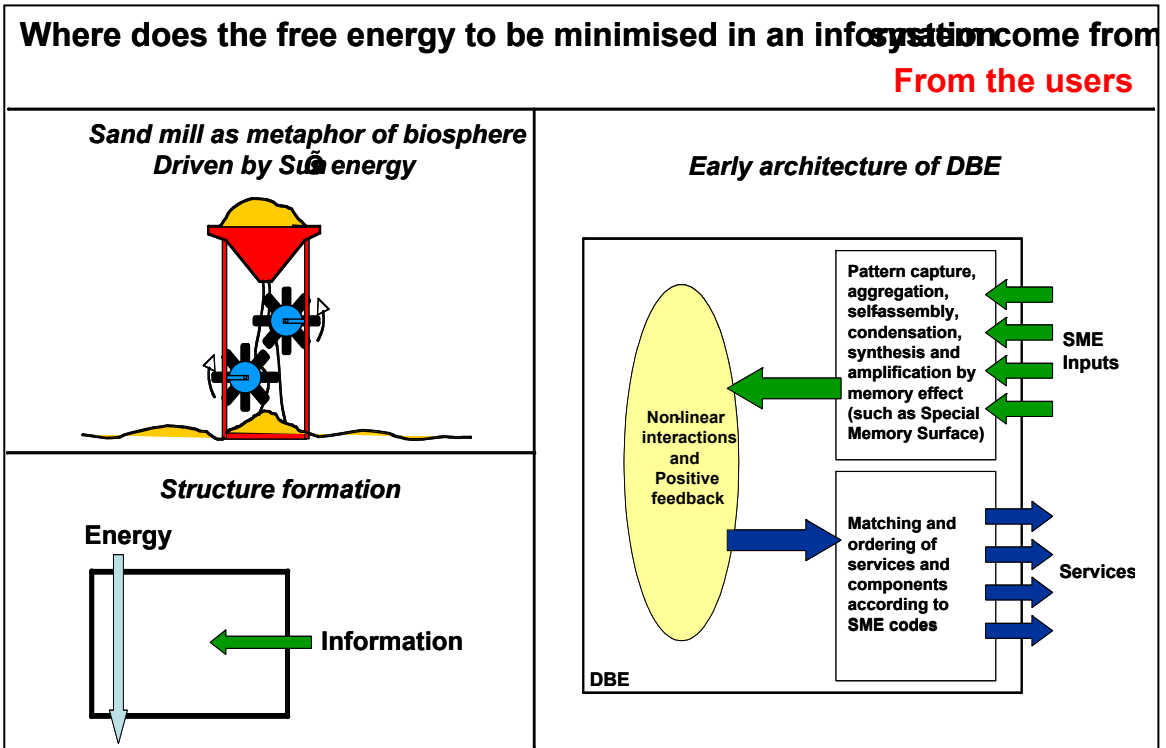 Where does the free energy to be minimised in an information system come from
From the users
Sand mill as metaphor of biosphere
Driven by energy
Early architecture of DBE
Pattern capture,
aggregation,
selfassembly,
condensation,
synthesis and
amplification by
memory effect
(such as Special
Memory Surface)
SME
Inputs
Nonlinear
interactions
and
Positive
feedback
Matching and
ordering of
services and
components
according to
SME codes
Services
DBE
Structure formation
Energy
Information